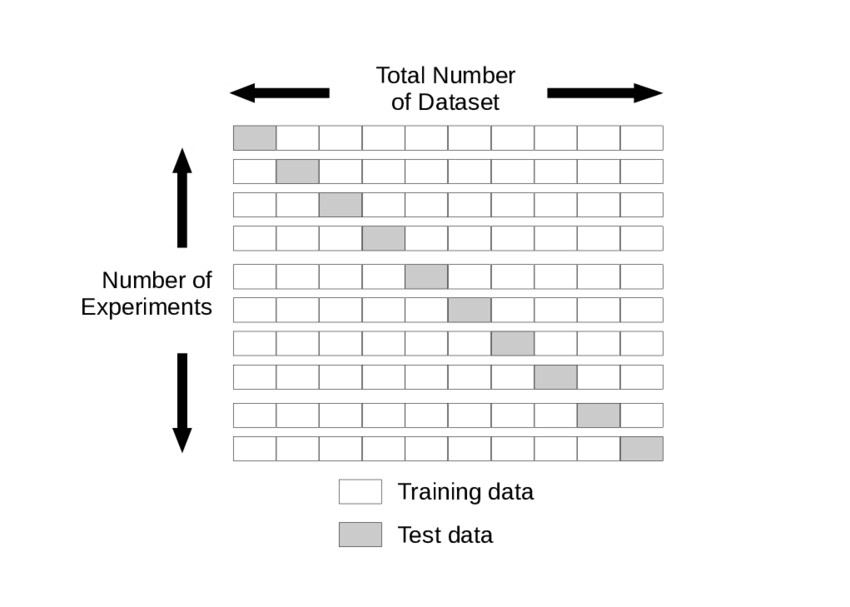 Total Number
of Dataset
Number of
Experiments
Training data
Test data